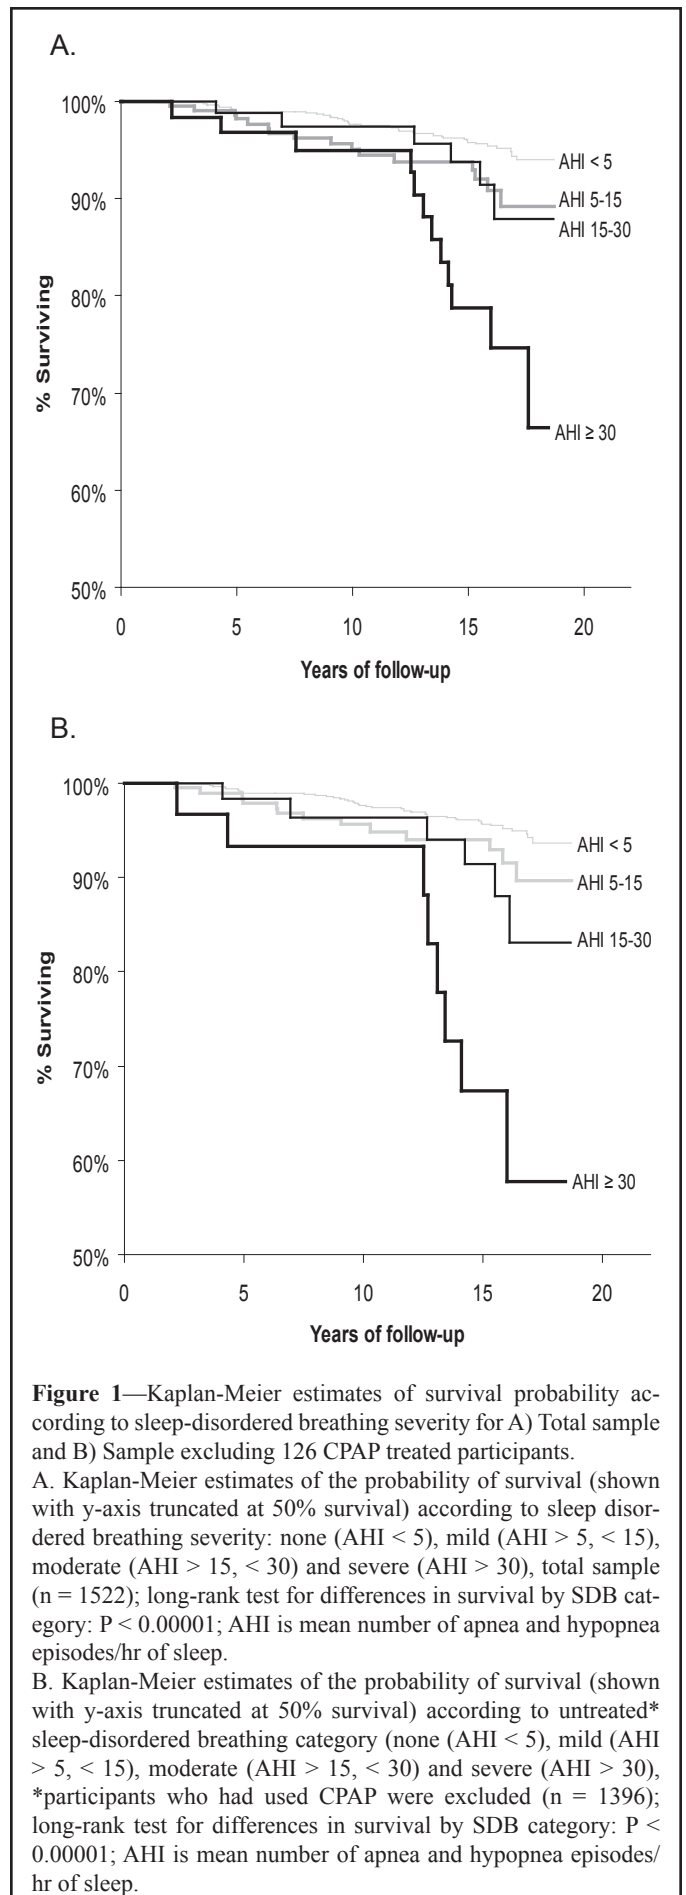 A.
100%
90%
80%
70%
60%
50%
% Surviving
AHI < 5
AHI 5-15
AHI 15-30
AHI ≥ 30
0 5 10 15 20
Years of follow-up
B.
100%
90%
80%
70%
60%
50%
% Surviving
AHI < 5
AHI 5-15
AHI 15-30
AHI ≥ 30
0 5 10 15 20
Years of follow-up
Figure 1—Kaplan-Meier estimates of survival probability ac-
cording to sleep-disordered breathing severity for A) Total sample
and B) Sample excluding 126 CPAP treated participants.
A. Kaplan-Meier estimates of the probability of survival (shown
with y-axis truncated at 50% survival) according to sleep disor-
dered breathing severity: none (AHI < 5), mild (AHI > 5, < 15),
moderate (AHI > 15, < 30) and severe (AHI > 30), total sample
(n = 1522); long-rank test for differences in survival by SDB cat-
egory: P < 0.00001; AHI is mean number of apnea and hypopnea
episodes/hr of sleep.
B. Kaplan-Meier estimates of the probability of survival (shown
with y-axis truncated at 50% survival) according to untreated*
sleep-disordered breathing category (none (AHI < 5), mild (AHI
> 5, < 15), moderate (AHI > 15, < 30) and severe (AHI > 30),
*participants who had used CPAP were excluded (n = 1396);
long-rank test for differences in survival by SDB category: P <
0.00001; AHI is mean number of apnea and hypopnea episodes/
hr of sleep.